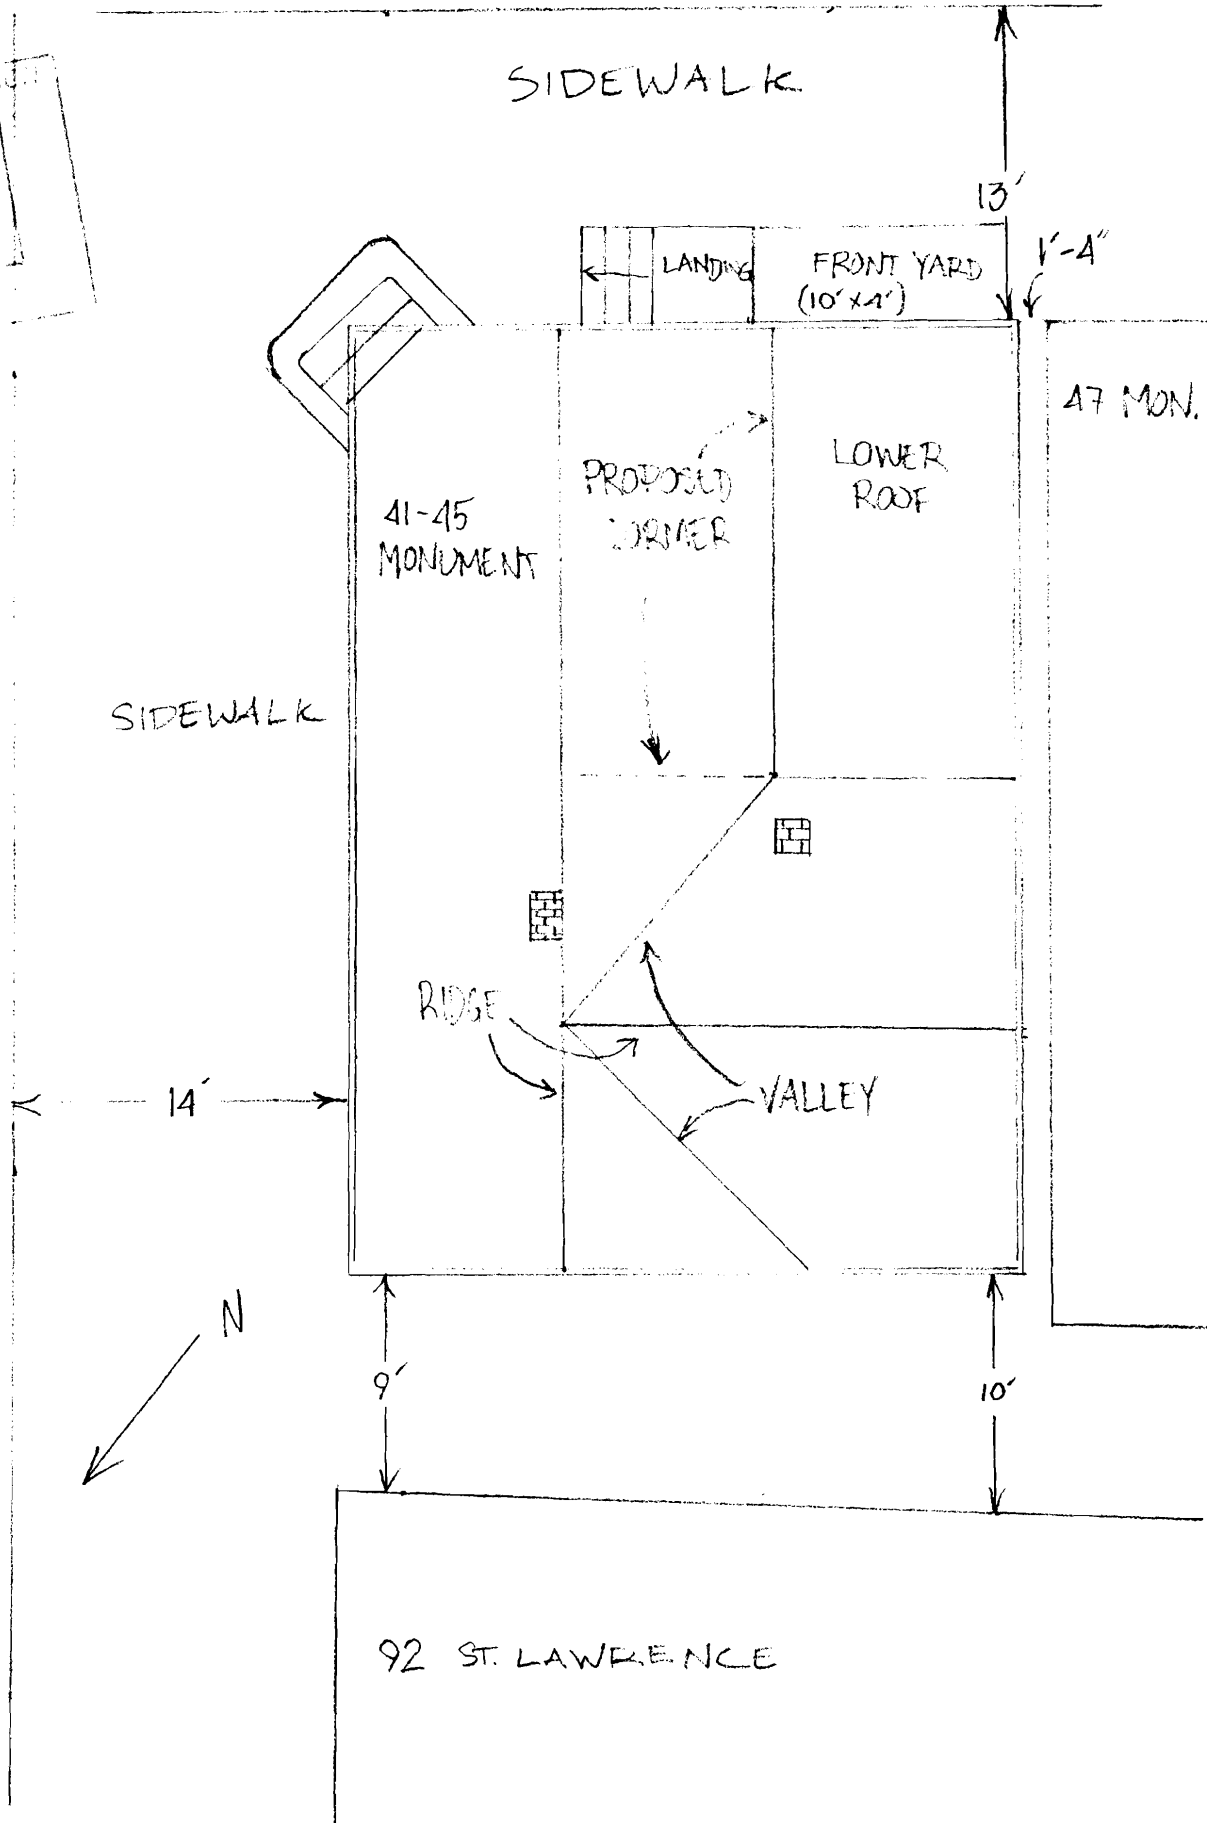 SIDEWALK
13'
1'-4"
LANDING
FRONT YARD
(10' X 4')
47 MON.
LOWER
ROOF
PROPOSED
DORMER
41-45
MONUMENT
SIDEWALK
RIDGE
14'
VALLEY
N
9'
10'
92 ST. LAWRENCE